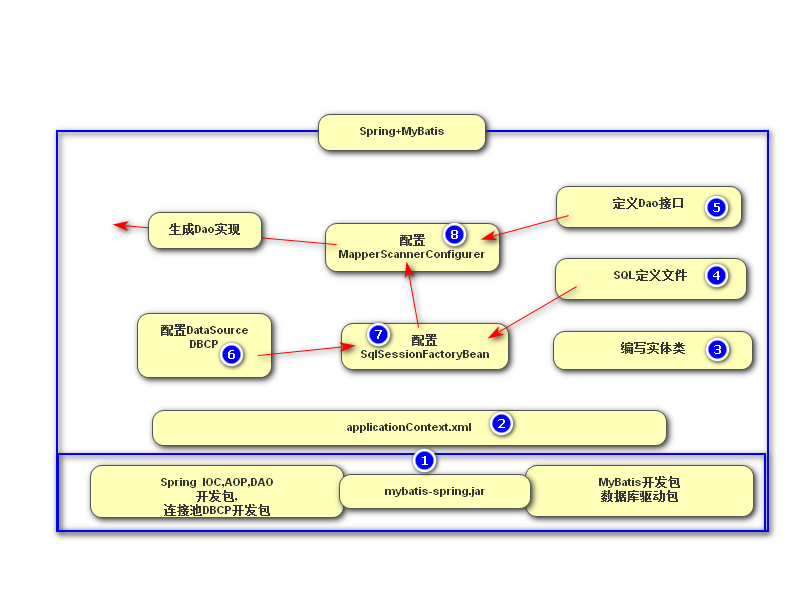 Spring+MyBatis
定义Dao接口
5
生成Dao实现
配置
8
MapperScannerConfigurer
SQL定义文件
4
配置DataSource
DBCP
6
7
配置
SqlSessionFactoryBean
编写实体类
3
applicationContext.xml
2
1
Spring IOC,AOP,DAO
开发包,
连接池DBCP开发包
mybatis-spring.jar
MyBatis开发包
数据库驱动包